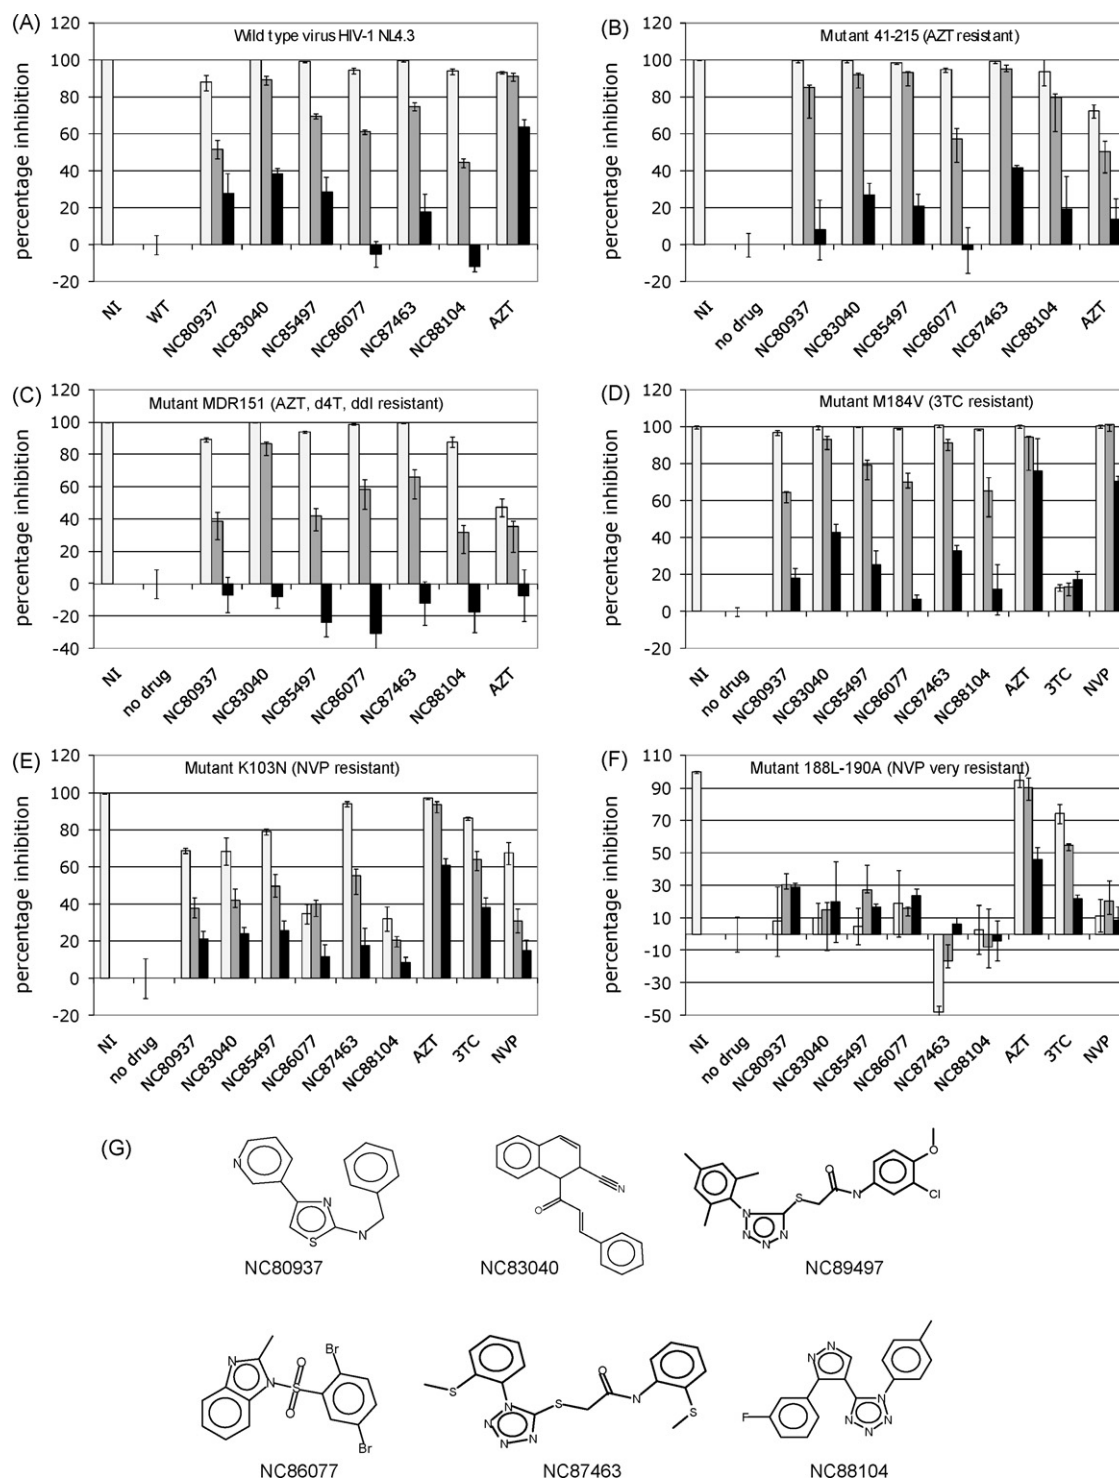 (A)
Wild type virus HIV-1 NL4.3
percentage inhibition
120
100
80
60
40
20
0
-20
NI
WT
NC80937
NC83040
NC85497
NC86077
NC87463
NC88104
AZT
(B)
Mutant 41-215 (AZT resistant)
percentage inhibition
120
100
80
60
40
20
0
-20
NI
no drug
NC80937
NC83040
NC85497
NC86077
NC87463
NC88104
AZT
(C)
Mutant MDR151 (AZT, d4T, ddI resistant)
percentage inhibition
120
100
80
60
40
20
0
-20
-40
NI
no drug
NC80937
NC83040
NC85497
NC86077
NC87463
NC88104
AZT
(D)
Mutant M184V (3TC resistant)
percentage inhibition
120
100
80
60
40
20
0
-20
NI
no drug
NC80937
NC83040
NC85497
NC86077
NC87463
NC88104
AZT
3TC
NVP
(E)
Mutant K103N (NVP resistant)
percentage inhibition
120
100
80
60
40
20
0
-20
NI
no drug
NC80937
NC83040
NC85497
NC86077
NC87463
NC88104
AZT
3TC
NVP
(F)
Mutant 188L-190A (NVP very resistant)
percentage inhibition
110
90
70
50
30
10
-10
-30
-50
NI
no drug
NC80937
NC83040
NC85497
NC86077
NC87463
NC88104
AZT
3TC
NVP
(G)
N
N
S
N
NC80937
O
N
NC83040
O
O
S
N
Cl
N
N
N
N
NC89497
N
N
O
S
O
Br
Br
NC86077
S
O
S
N
S
N
N
N
N
NC87463
N
N
N
F
N
N
N
N
NC88104